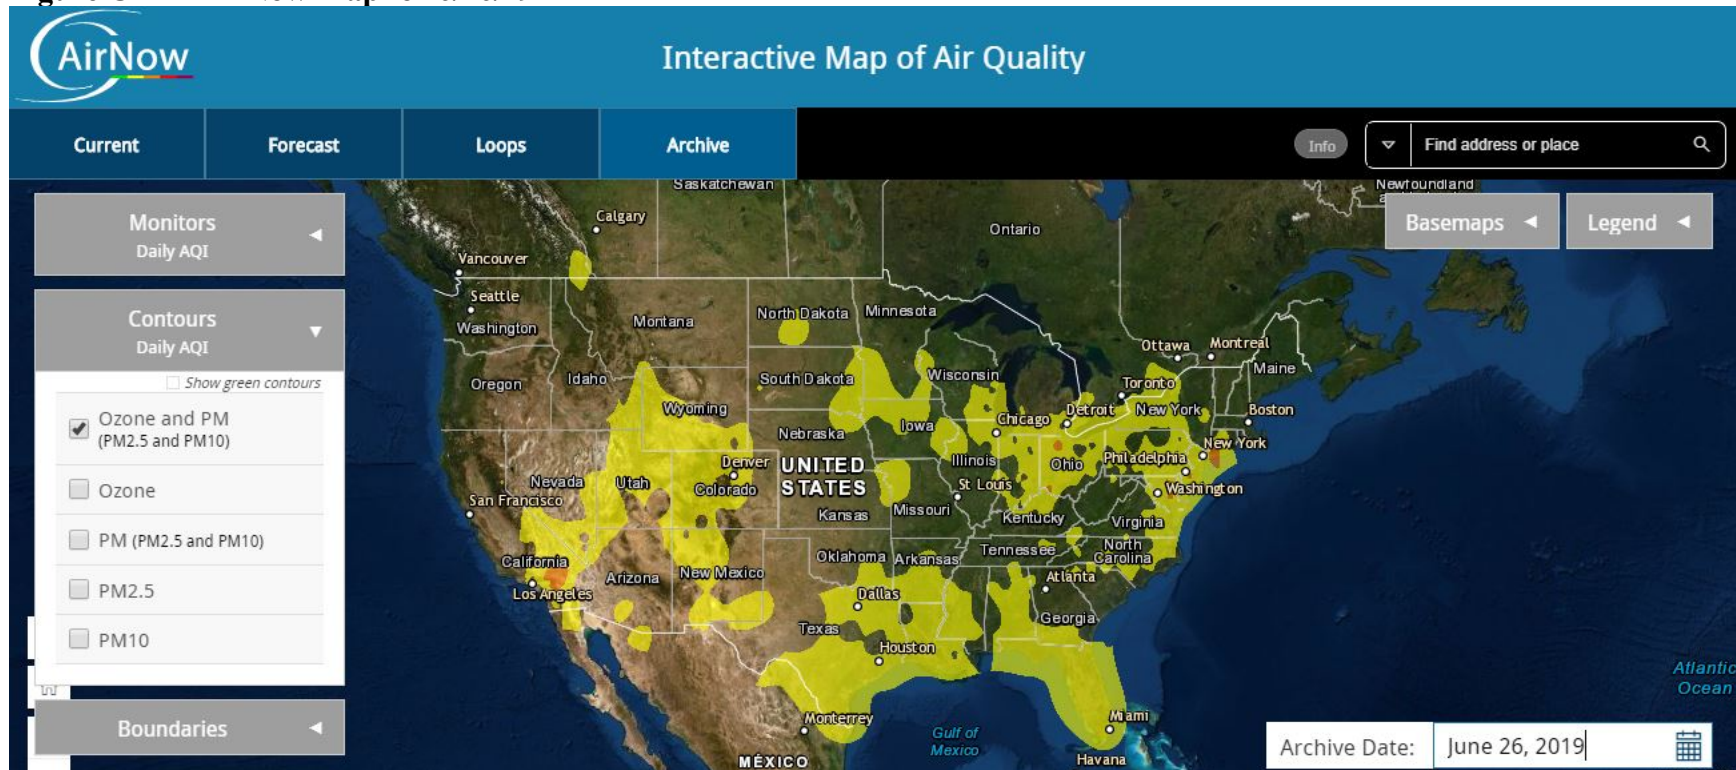 AirNow
Interactive Map of Air Quality
Current
Forecast
Loops
Archive
Info
Find address or place
Monitors
Daily AQI
Contours
Daily AQI
Show green contours
Ozone and PM
(PM2.5 and PM10)
Ozone
PM (PM2.5 and PM10)
PM2.5
PM10
Boundaries
Basemaps
Legend
Saskatchewan
Newfoundland
Calgary
Ontario
Vancouver
Seattle
Washington
Montana
North Dakota
Minnesota
Ottawa
Montreal
Maine
Oregon
Idaho
South Dakota
Wisconsin
Toronto
Wyoming
Chicago
Detroit
New York
Boston
Nebraska
Iowa
New York
Denver
UNITED
STATES
Illinois
Ohio
Philadelphia
Nevada
Utah
Colorado
St Louis
Washington
San Francisco
Kansas
Missouri
Kentucky
Virginia
California
Arizona
New Mexico
Oklahoma
Arkansas
Tennessee
North
Carolina
Los Angeles
Dallas
Atlanta
Texas
Georgia
Houston
Atlantic
Ocean
Monterrey
Gulf of
Mexico
Miami
MÉXICO
Havana
Archive Date:
June 26, 2019